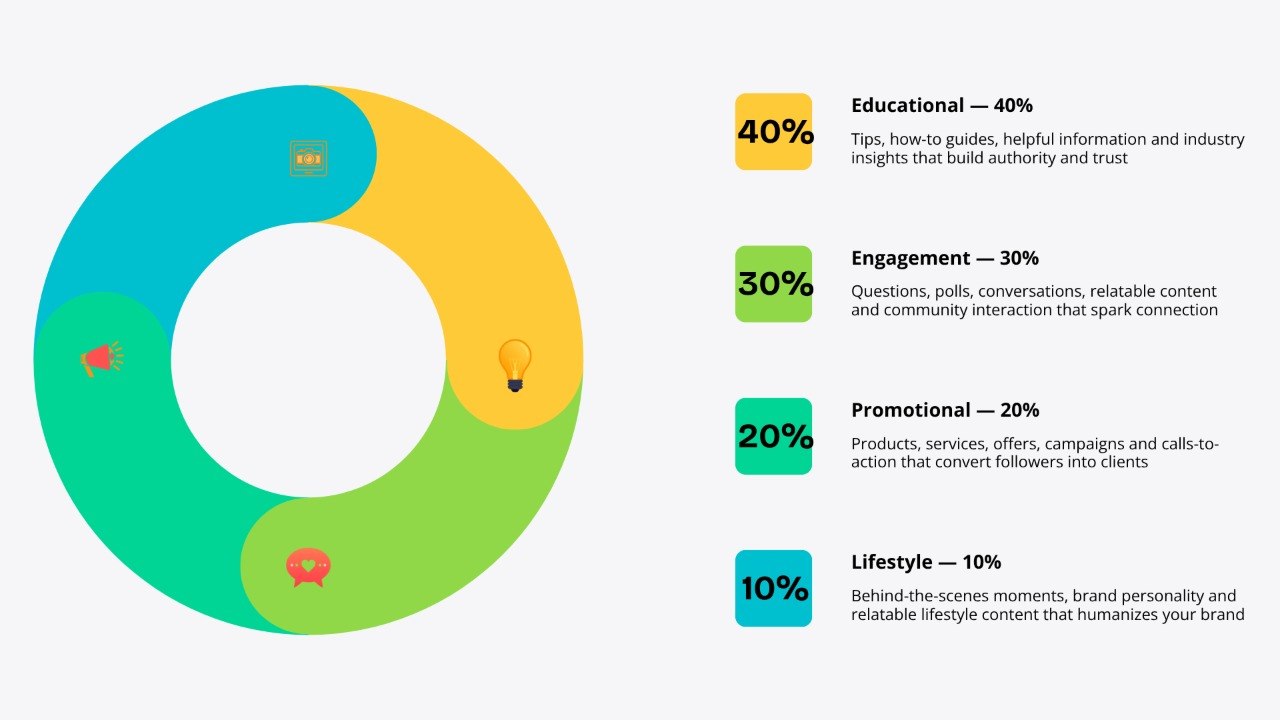 40%
Educational — 40%
Tips, how-to guides, helpful information and industry
insights that build authority and trust
30%
Engagement — 30%
Questions, polls, conversations, relatable content
and community interaction that spark connection
20%
Promotional — 20%
Products, services, offers, campaigns and calls-to-
action that convert followers into clients
10%
Lifestyle — 10%
Behind-the-scenes moments, brand personality and
relatable lifestyle content that humanizes your brand